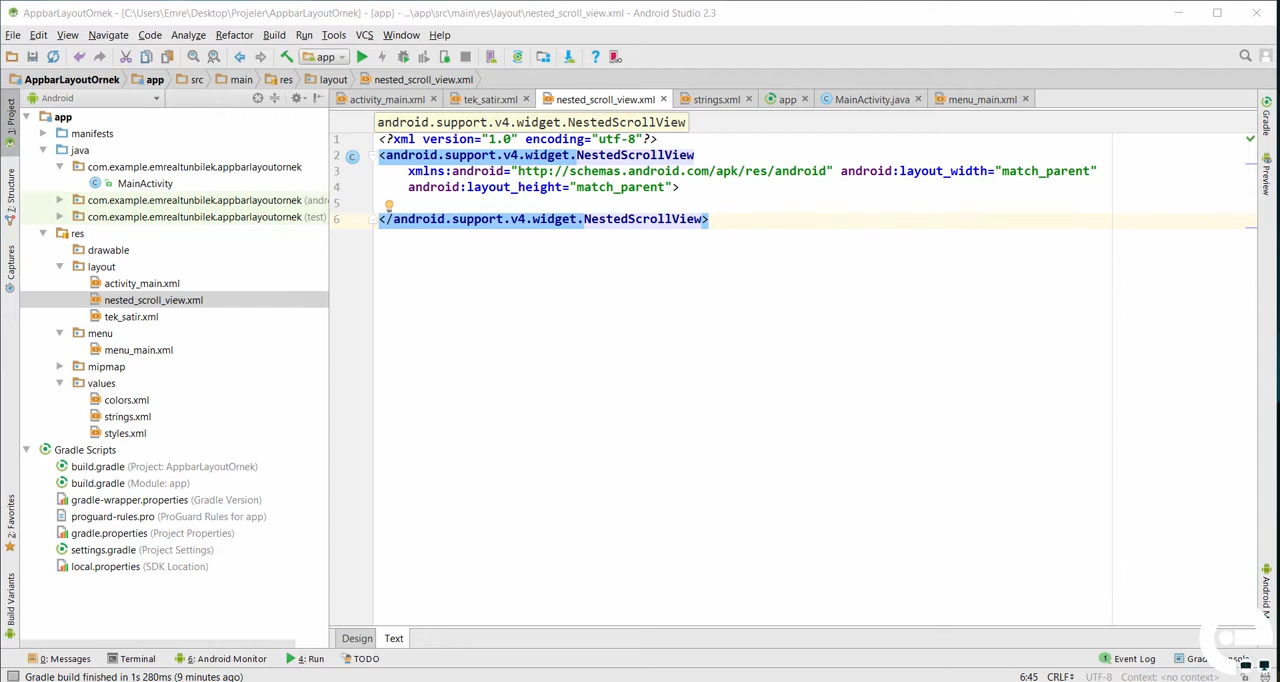 AppbarLayoutOrnek - [C:\Users\Emre\Desktop\Projeler\AppbarLayoutOrnek] - [app] - ...\app\src\main\res\layout\nested_scroll_view.xml - Android Studio 2.3
File Edit View Navigate Code Analyze Refactor Build Run Tools VCS Window Help
app
AppbarLayoutOrnek app src main res layout nested_scroll_view.xml
Android
activity_main.xml tek_satir.xml nested_scroll_view.xml strings.xml app MainActivity.java menu_main.xml
1: Project
Z: Structure
Captures
2: Favorites
Build Variants
app
manifests
java
com.example.emrealtunbilek.appbarlayoutornek
MainActivity
com.example.emrealtunbilek.appbarlayoutornek (andro
com.example.emrealtunbilek.appbarlayoutornek (test)
res
drawable
layout
activity_main.xml
nested_scroll_view.xml
tek_satir.xml
menu
menu_main.xml
mipmap
values
colors.xml
strings.xml
styles.xml
Gradle Scripts
build.gradle (Project: AppbarLayoutOrnek)
build.gradle (Module: app)
gradle-wrapper.properties (Gradle Version)
proguard-rules.pro (ProGuard Rules for app)
gradle.properties (Project Properties)
settings.gradle (Project Settings)
local.properties (SDK Location)
android.support.v4.widget.NestedScrollView
1 <?xml version="1.0" encoding="utf-8"?>
2 <android.support.v4.widget.NestedScrollView
3 xmlns:android="http://schemas.android.com/apk/res/android" android:layout_width="match_parent"
4 android:layout_height="match_parent">
5
6 </android.support.v4.widget.NestedScrollView>
Gradle
Preview
Android M
Design Text
0: Messages Terminal 6: Android Monitor 4: Run TODO 1 Event Log
Gradle build finished in 1s 280ms (9 minutes ago) 6:45 CRLF UTF-8 Context: <no context>